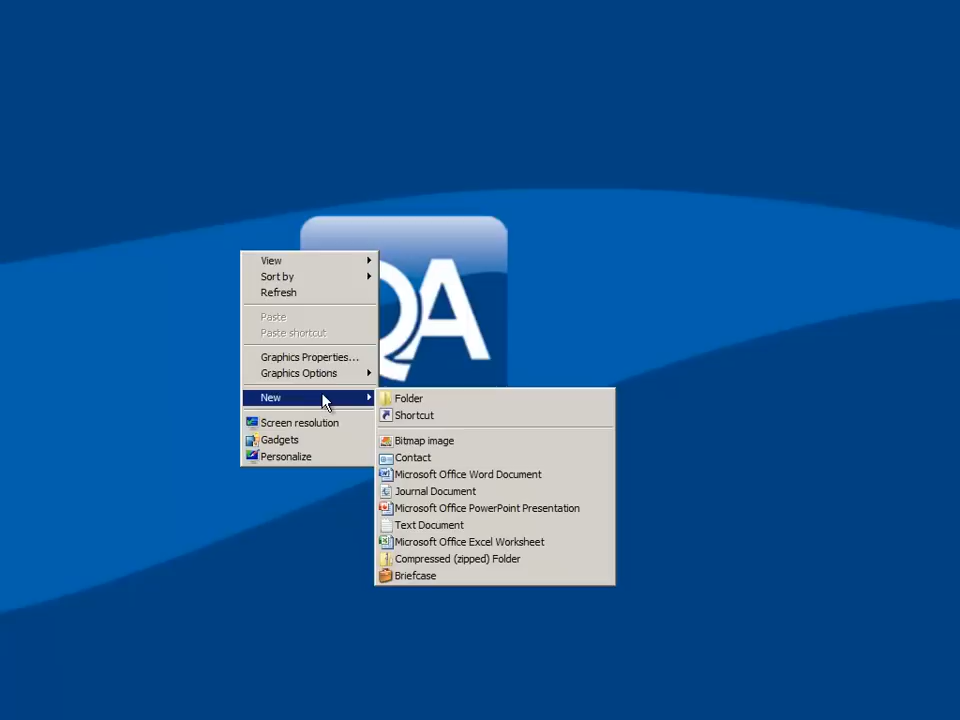 QA
View
Sort by
Refresh
Paste
Paste shortcut
Graphics Properties...
Graphics Options
New
Screen resolution
Gadgets
Personalize
Folder
Shortcut
Bitmap image
Contact
Microsoft Office Word Document
Journal Document
Microsoft Office PowerPoint Presentation
Text Document
Microsoft Office Excel Worksheet
Compressed (zipped) Folder
Briefcase